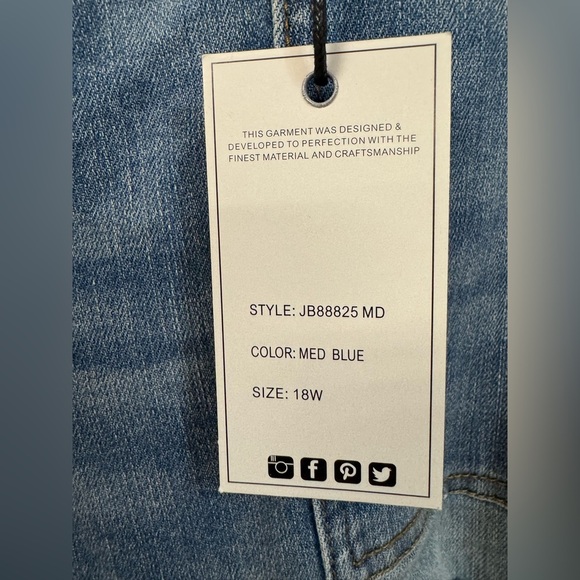 THIS GARMENT WAS DESIGNED &
DEVELOPED TO PERFECTION WITH THE
FINEST MATERIAL AND CRAFTSMANSHIP
STYLE: JB88825 MD
COLOR: MED BLUE
SIZE: 18W